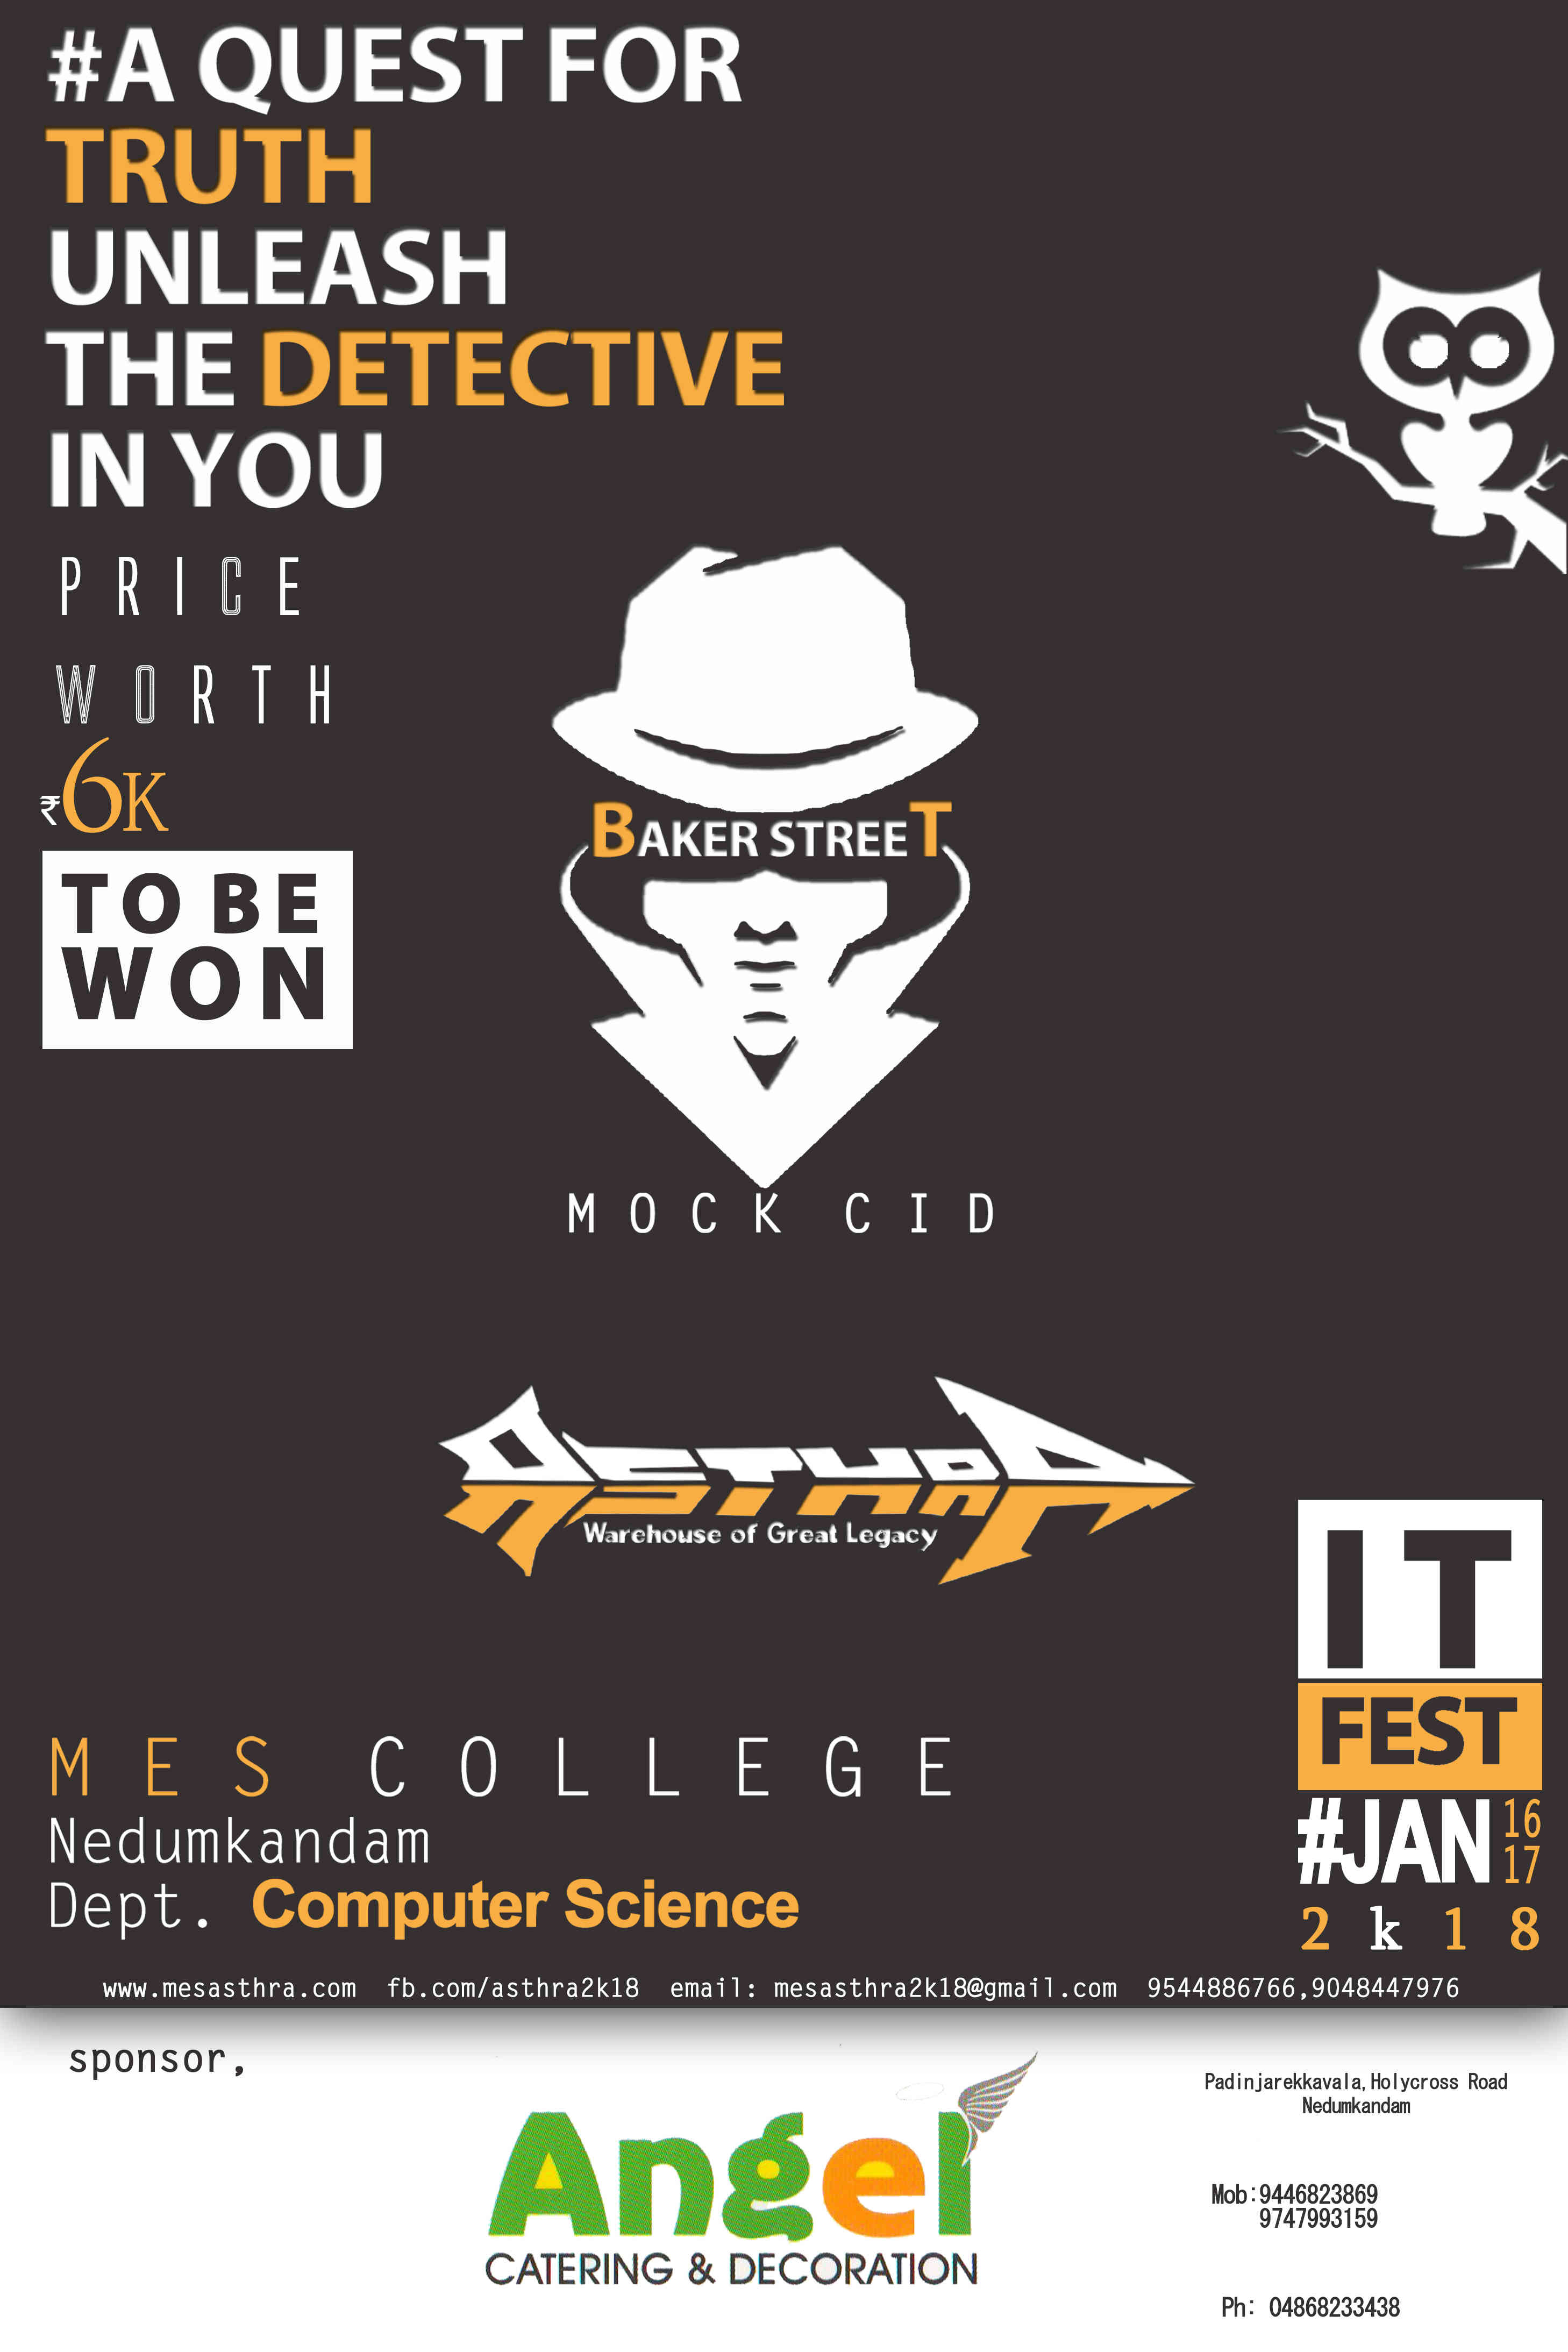 #A QUEST FOR
TRUTH
UNLEASH
THE DETECTIVE
IN YOU
PRICE
WORTH
₹6K
TO BE
WON
BAKER STREET
MOCK CID
ASTHRA
Warehouse of Great Legacy
IT
FEST
#JAN 16
17
2k18
MES COLLEGE
Nedumkandam
Dept. Computer Science
www.mesasthra.com fb.com/asthra2k18 email: mesasthra2k18@gmail.com 9544886766,9048447976
sponsor,
Angel
CATERING & DECORATION
Padinjarekkavala,Holycross Road
Nedumkandam
Mob:9446823869
9747993159
Ph: 04868233438